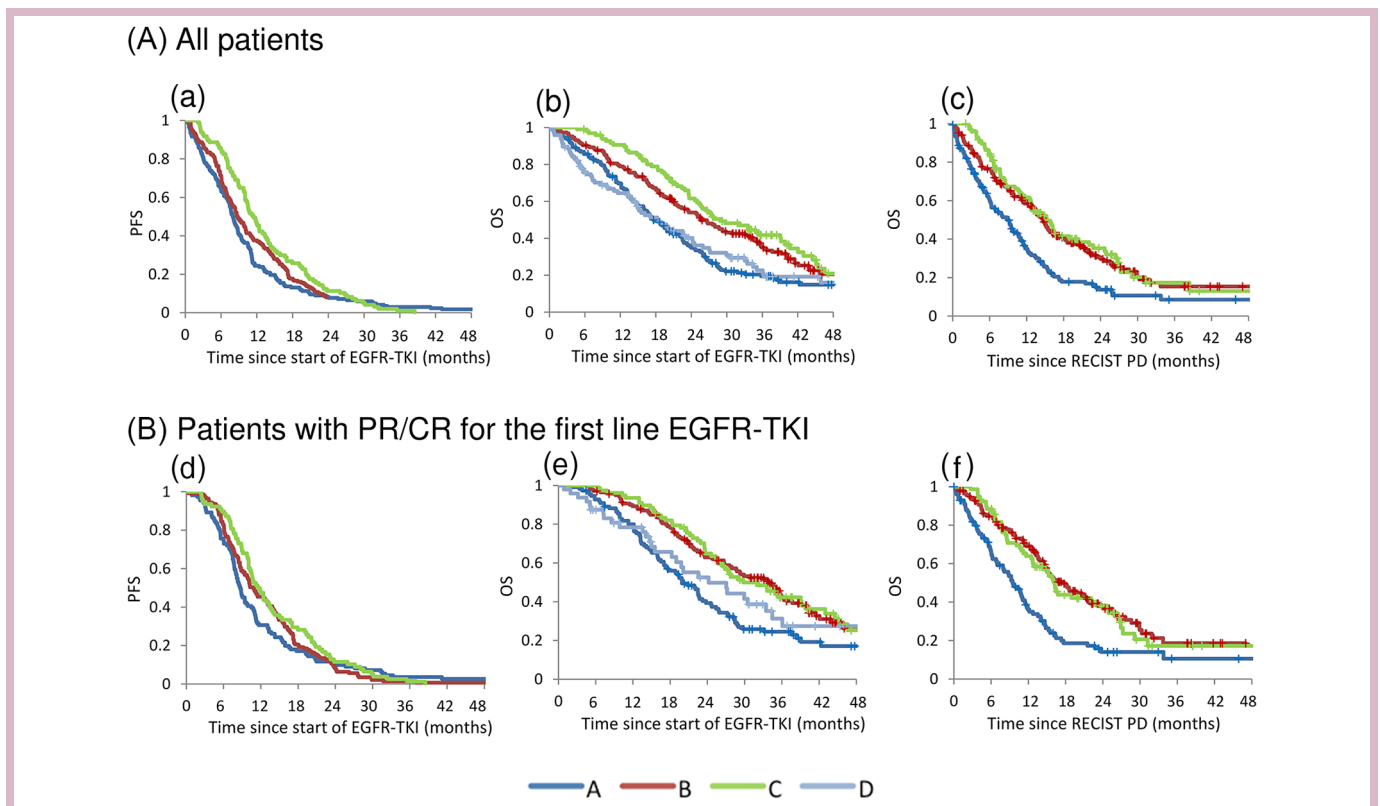 (A) All patients
(a)
(b)
(c)
1
0.8
0.6
0.4
0.2
0
PFS
0 6 12 18 24 30 36 42 48
Time since start of EGFR-TKI (months)
1
0.8
0.6
0.4
0.2
0
OS
0 6 12 18 24 30 36 42 48
Time since start of EGFR-TKI (months)
1
0.8
0.6
0.4
0.2
0
OS
0 6 12 18 24 30 36 42 48
Time since RECIST PD (months)
(B) Patients with PR/CR for the first line EGFR-TKI
(d)
(e)
(f)
1
0.8
0.6
0.4
0.2
0
PFS
0 6 12 18 24 30 36 42 48
Time since start of EGFR-TKI (months)
1
0.8
0.6
0.4
0.2
0
OS
0 6 12 18 24 30 36 42 48
Time since start of EGFR-TKI (months)
1
0.8
0.6
0.4
0.2
0
OS
0 6 12 18 24 30 36 42 48
Time since RECIST PD (months)
A B C D